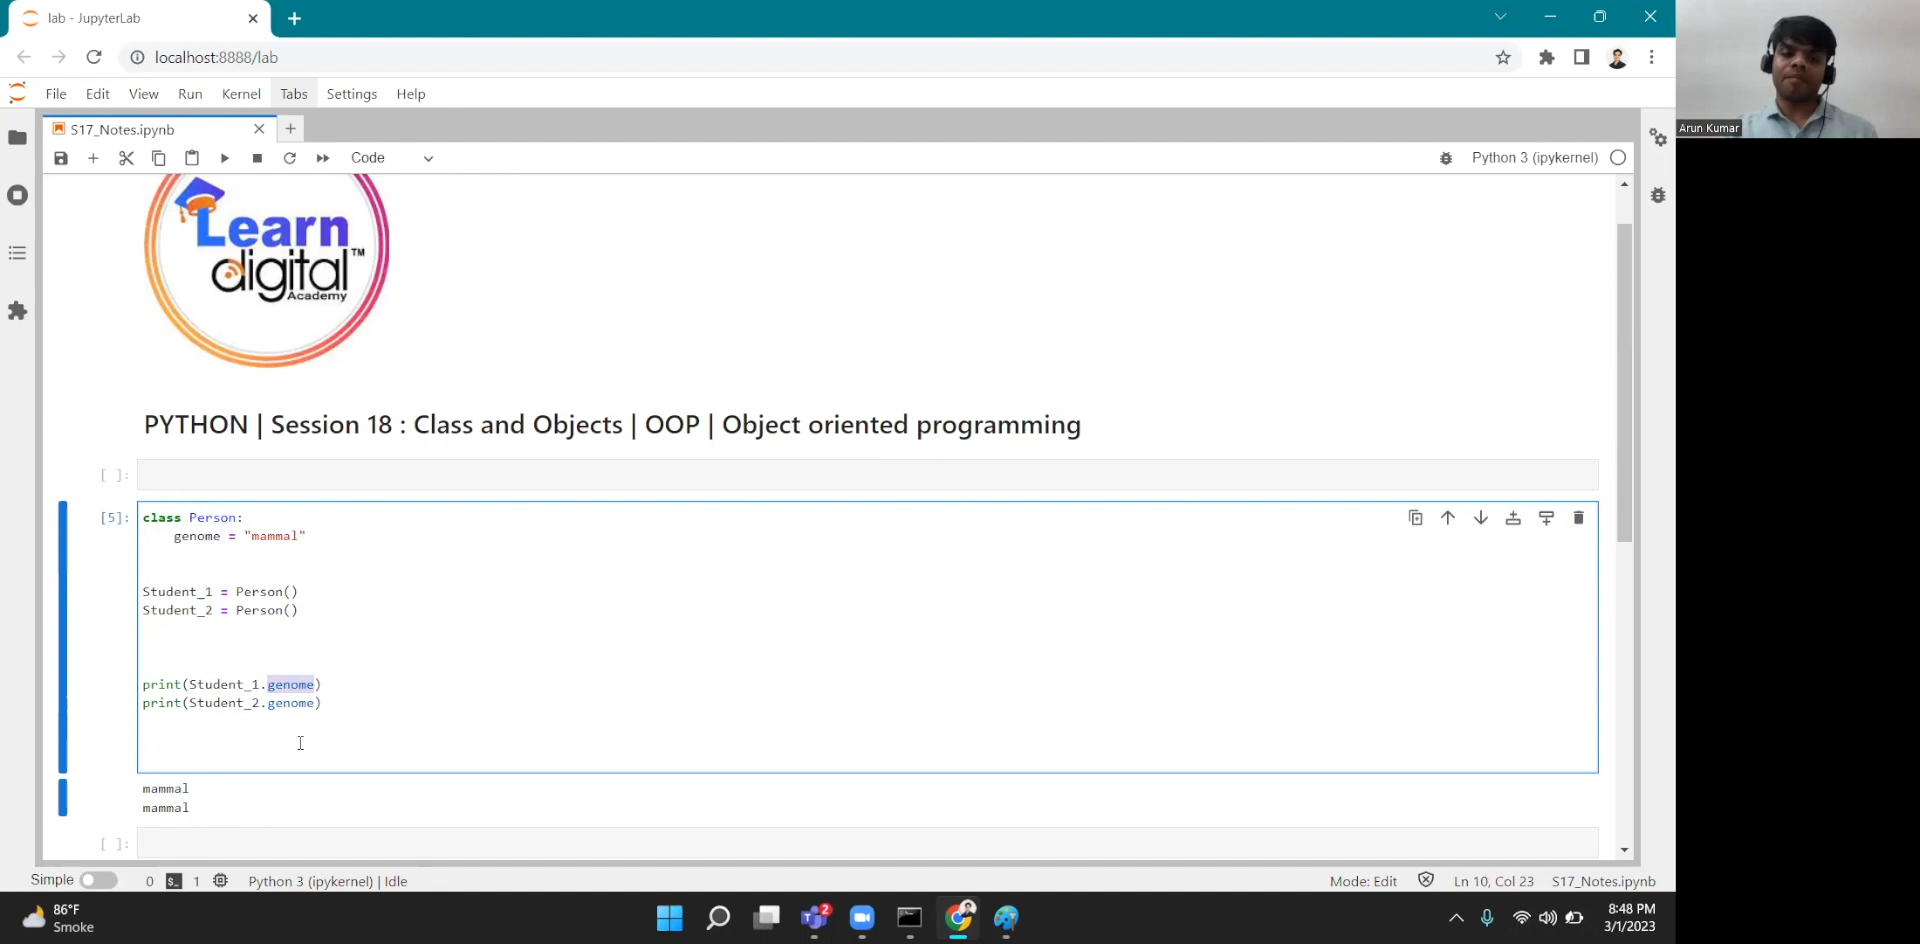 lab - JupyterLab
localhost:8888/lab
File Edit View Run Kernel Tabs Settings Help
S17_Notes.ipynb
Code
Python 3 (ipykernel)
Arun Kumar
Learn
digital™
Academy
PYTHON | Session 18 : Class and Objects | OOP | Object oriented programming
[ ]:
[5]: class Person:
genome = "mammal"
Student_1 = Person()
Student_2 = Person()
print(Student_1.genome)
print(Student_2.genome)
mammal
mammal
[ ]:
Simple 0 $_ 1 Python 3 (ipykernel) | Idle Mode: Edit Ln 10, Col 23 S17_Notes.ipynb
86°F
Smoke
2
8:48 PM
3/1/2023